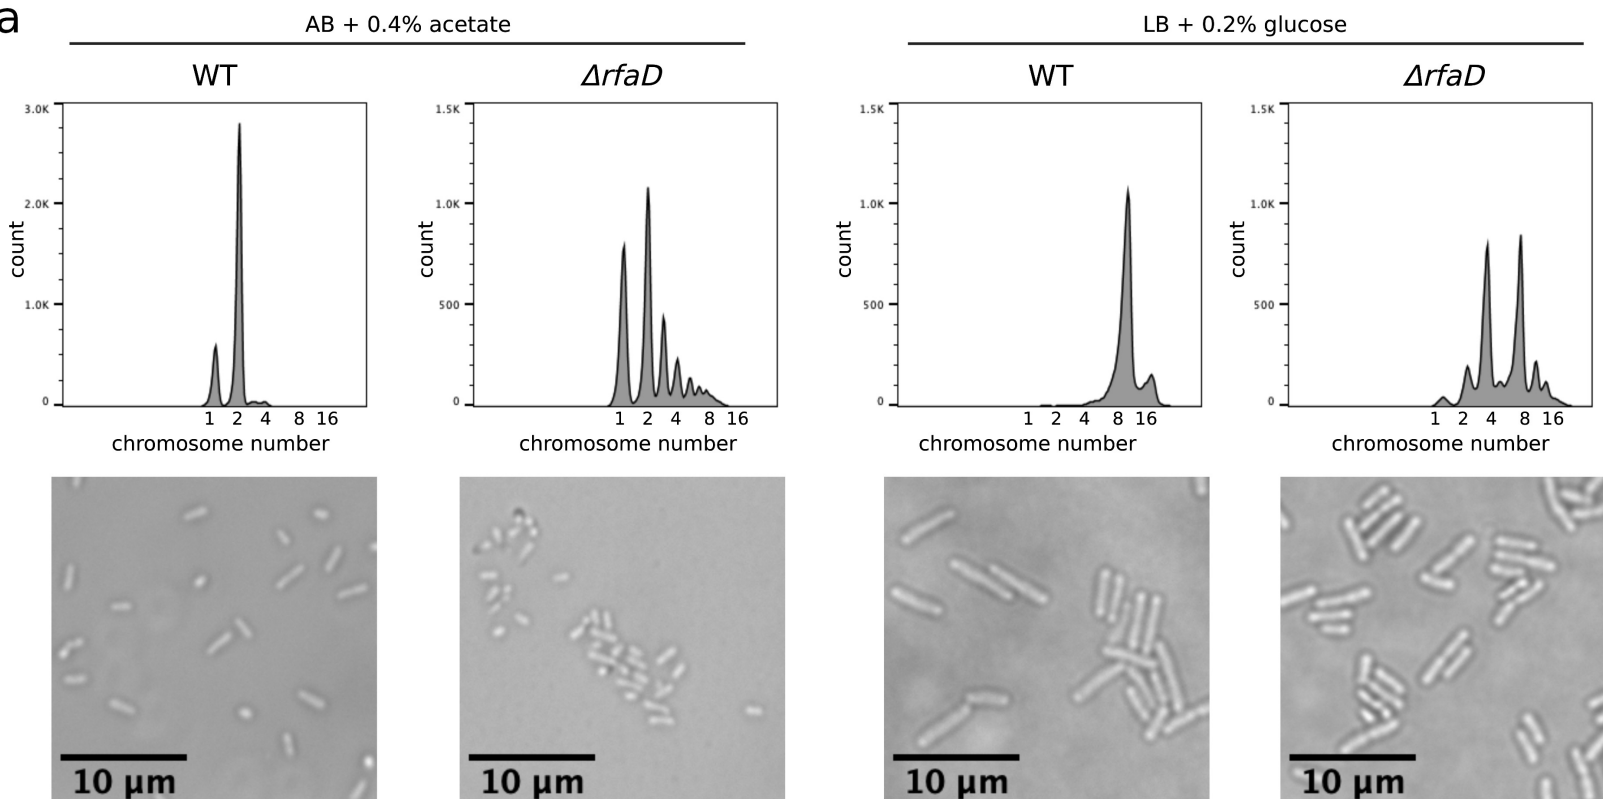 a
AB + 0.4% acetate
LB + 0.2% glucose
WT
ΔrfaD
WT
ΔrfaD
3.0K
2.0K
1.0K
0
count
1 2 4 8 16
chromosome number
1.5K
1.0K
500
0
count
1 2 4 8 16
chromosome number
1.5K
1.0K
500
0
count
1 2 4 8 16
chromosome number
1.5K
1.0K
500
0
count
1 2 4 8 16
chromosome number
10 μm
10 μm
10 μm
10 μm